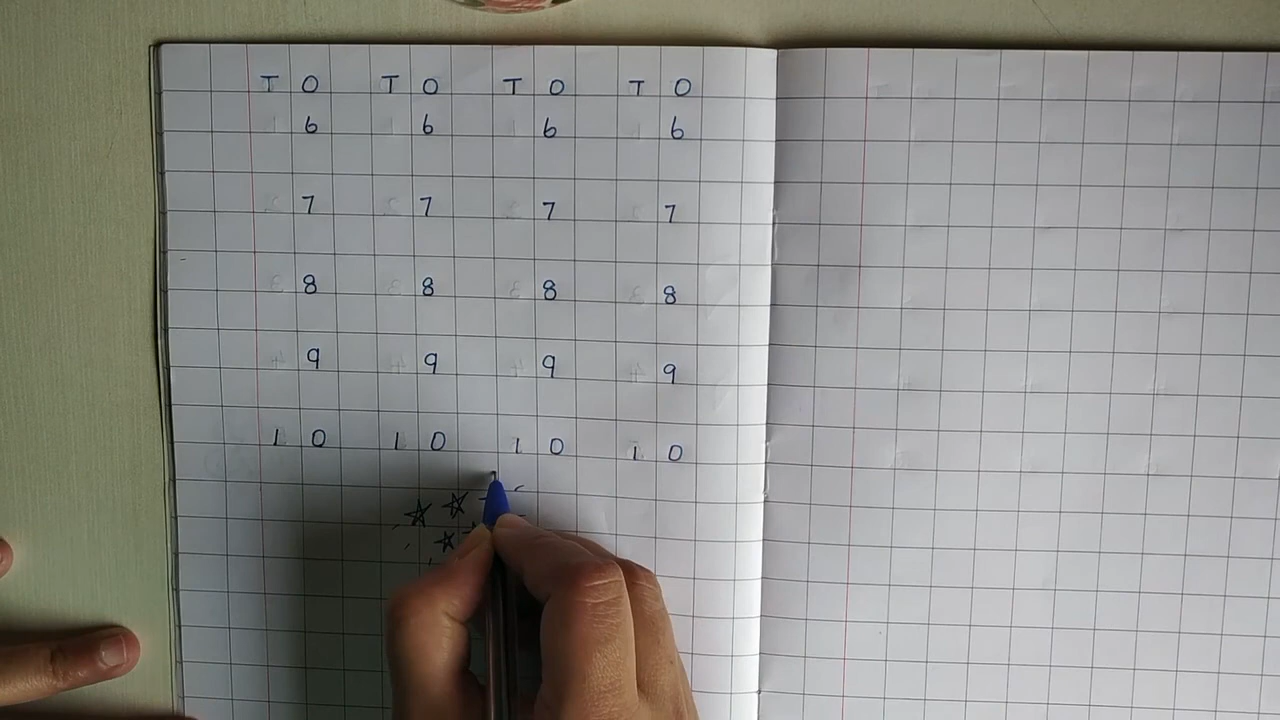 T O T O T O T O
6 6 6 6
7 7 7 7
8 8 8 8
9 9 9 9
1 0 1 0 1 0 1 0